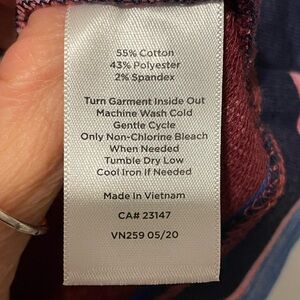 55% Cotton
43% Polyester
2% Spandex
Turn Garment Inside Out
Machine Wash Cold
Gentle Cycle
Only Non-Chlorine Bleach
When Needed
Tumble Dry Low
Cool Iron If Needed
Made in Vietnam
CA# 23147
VN259 05/20